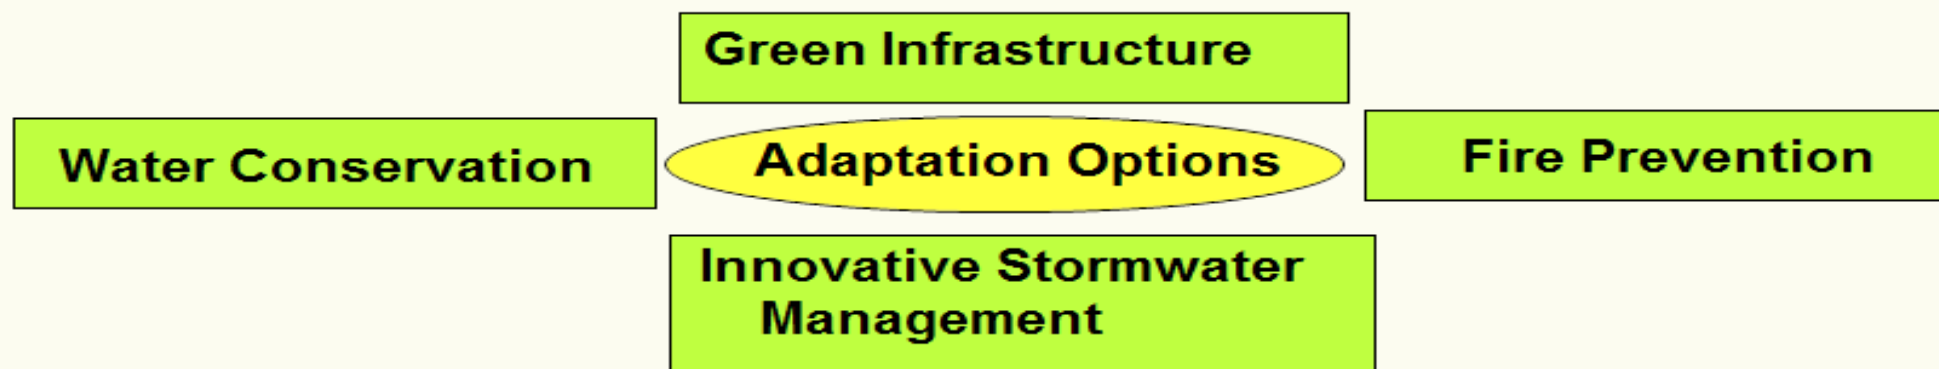 Green Infrastructure
Water Conservation
Adaptation Options
Fire Prevention
Innovative Stormwater
Management